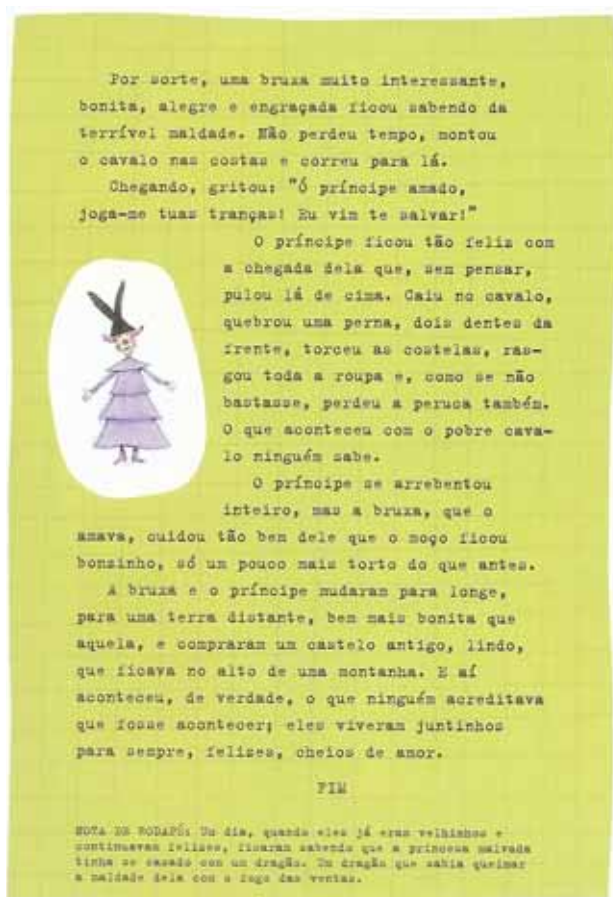 Por sorte, uma bruxa muito interessante,
bonita, alegre e engraçada ficou sabendo da
terrível maldade. Não perdeu tempo, montou
o cavalo nas costas e correu para lá.
Chegando, gritou: "Ó príncipe amado,
joga-me tuas tranças! Eu vim te salvar!"
O príncipe ficou tão feliz com
a chegada dela que, sem pensar,
pulou lá de cima. Caiu no cavalo,
quebrou uma perna, dois dentes da
frente, torceu as costelas, ras-
gou toda a roupa e, como se não
bastasse, perdeu a peruca também.
O que aconteceu com o pobre cava-
lo ninguém sabe.
O príncipe se arrebentou
inteiro, mas a bruxa, que o
amava, cuidou tão bem dele que o moço ficou
bonzinho, só um pouco mais torto do que antes.
A bruxa e o príncipe mudaram para longe,
para uma terra distante, bem mais bonita que
aquela, e compraram um castelo antigo, lindo,
que ficava no alto de uma montanha. E aí
aconteceu, de verdade, o que ninguém acreditava
que fosse acontecer; eles viveram juntinhos
para sempre, felizes, cheios de amor.
FIM
NOTA DE RODAPÉ: Um dia, quando eles já eram velhinhos e
continuavam felizes, ficaram sabendo que a princesa malvada
tinha se casado com um dragão. Um dragão que sabia queimar
a maldade dela com o fogo das ventas.